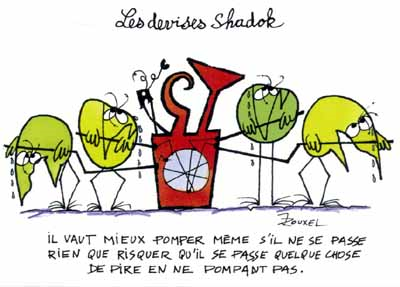 Les devises Shadok
ROUXEL
IL VAUT MIEUX POMPER MÊME S'IL NE SE PASSE
RIEN QUE RISQUER QU'IL SE PASSE QUELQUE CHOSE
DE PIRE EN NE POMPANT PAS.